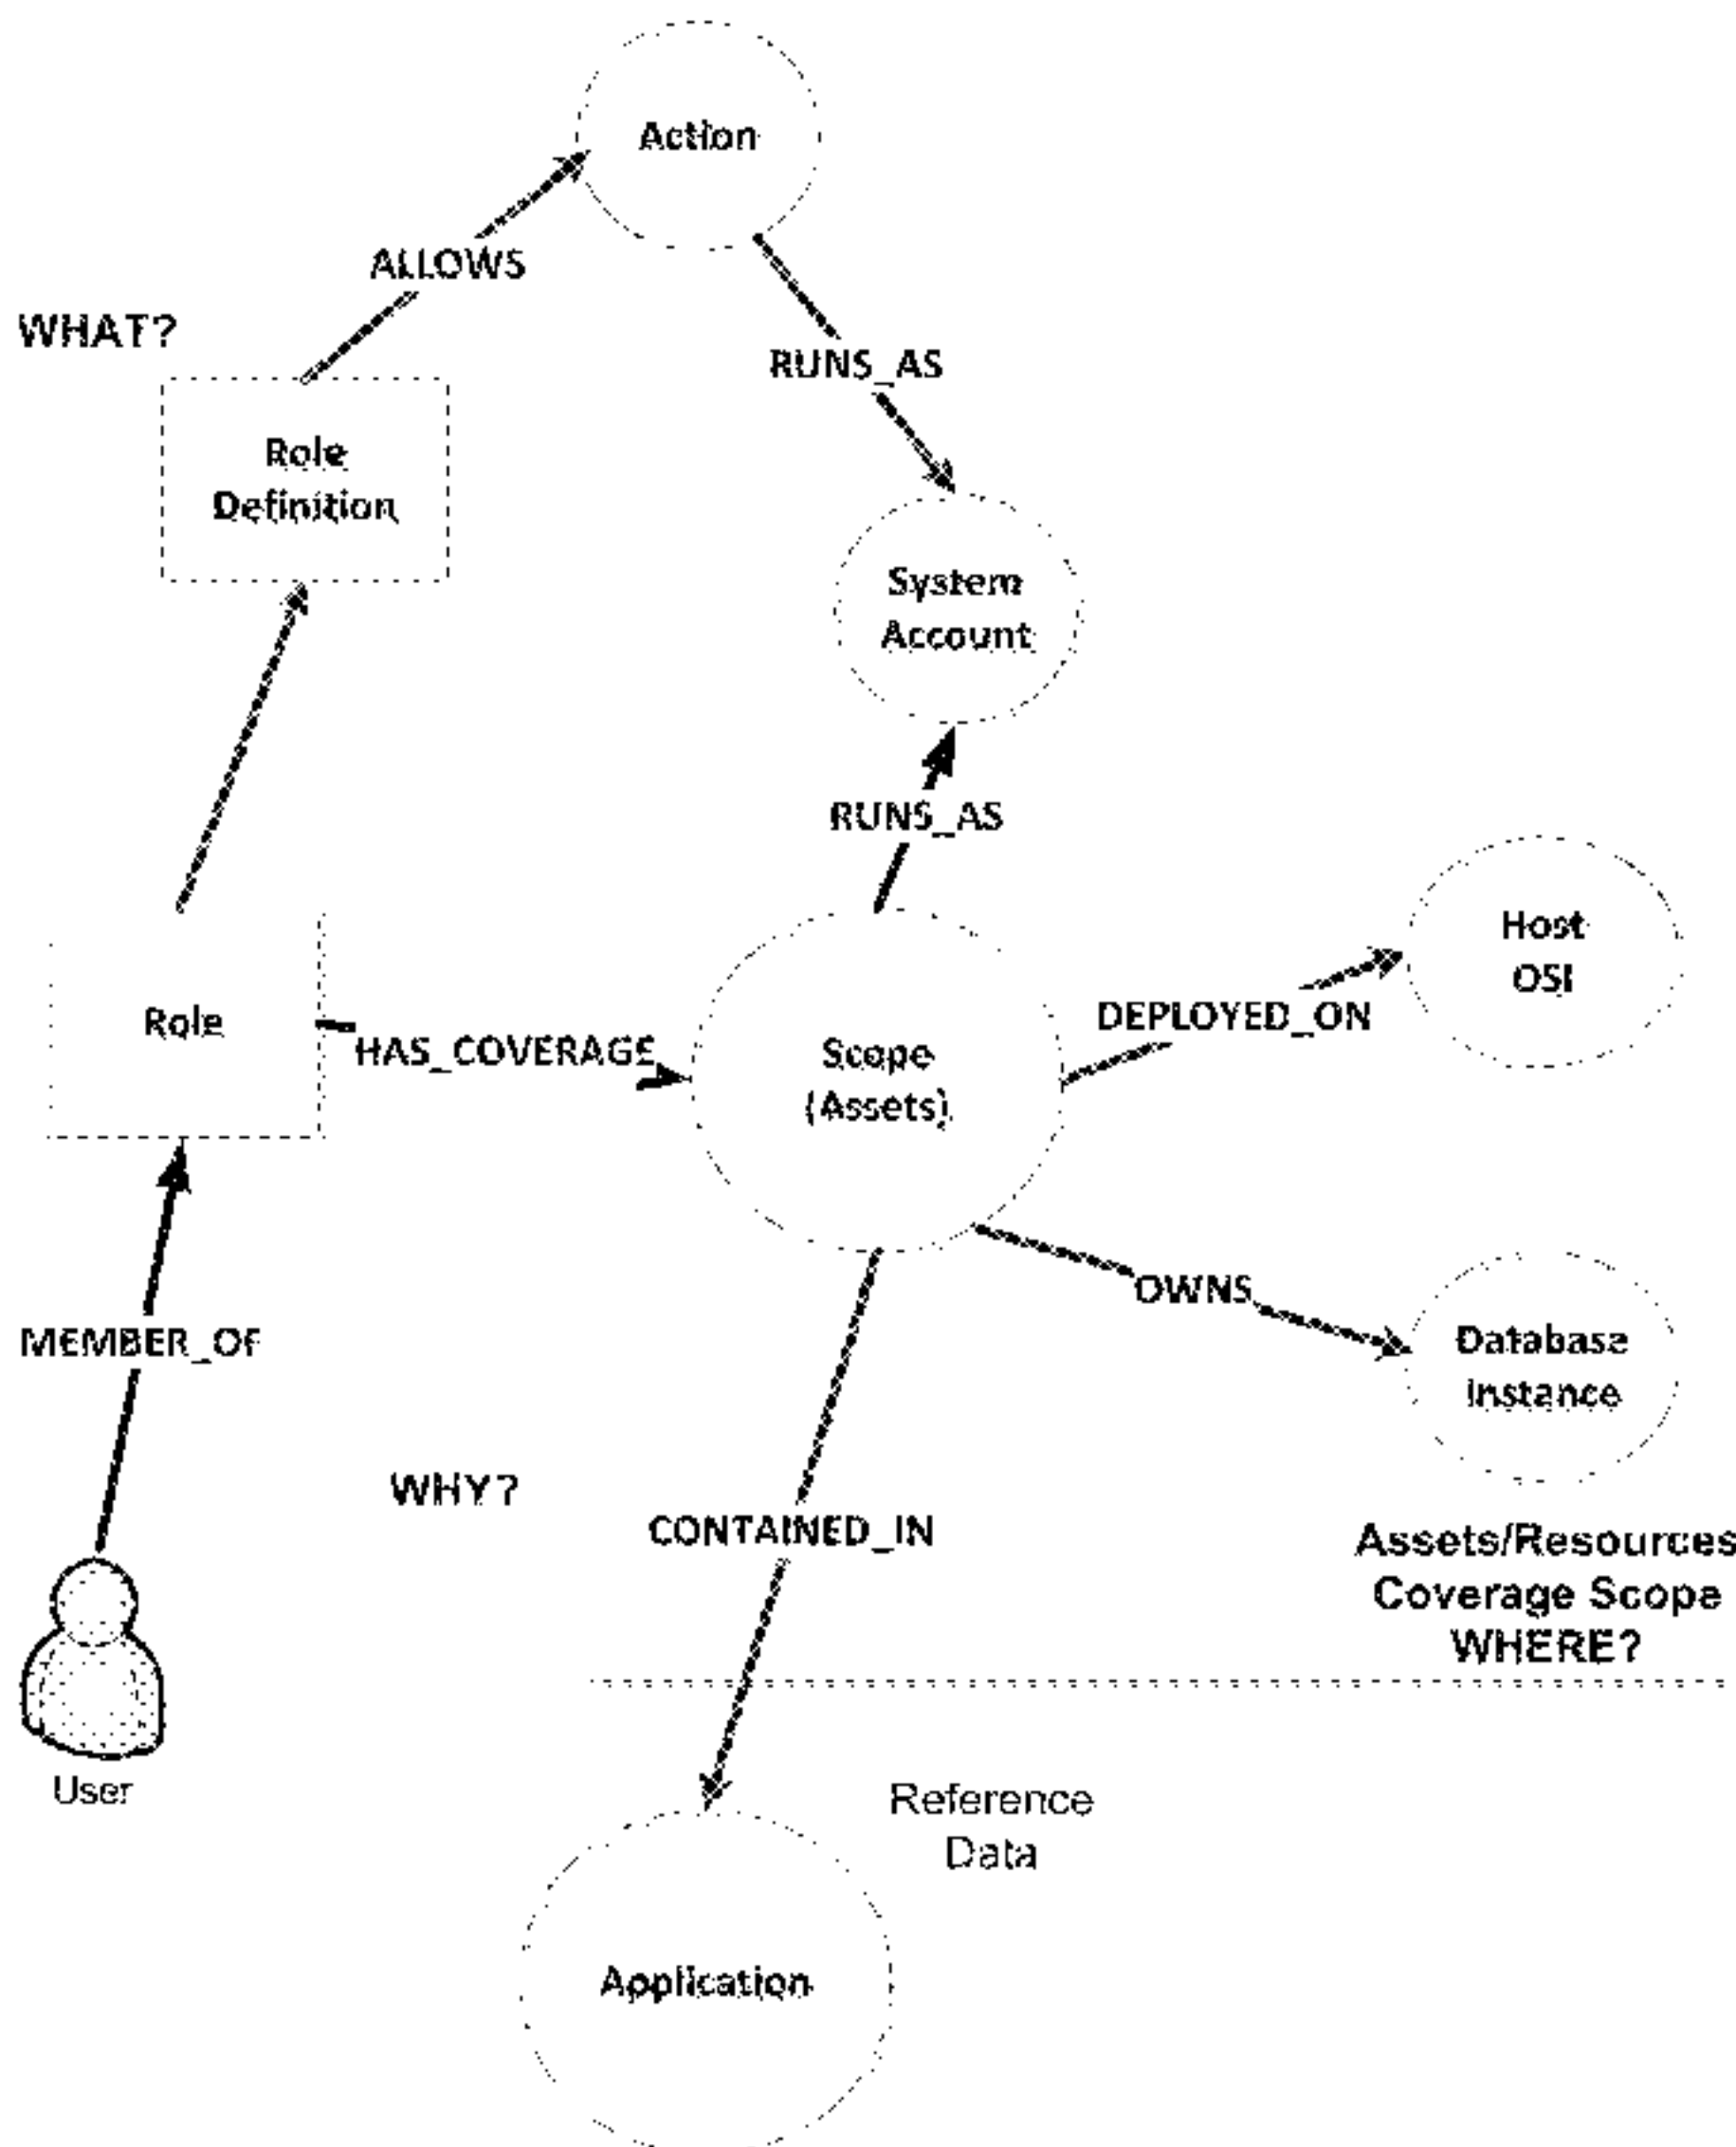 Action
ALLOWS
WHAT?
RUNS_AS
Role
Definition
System
Account
RUNS_AS
Host
OSI
DEPLOYED_ON
Role
HAS_COVERAGE
Scope
(Assets)
OWNS
MEMBER_OF
Database
Instance
WHY?
CONTAINED_IN
Assets/Resources
Coverage Scope
WHERE?
User
Reference
Data
Application